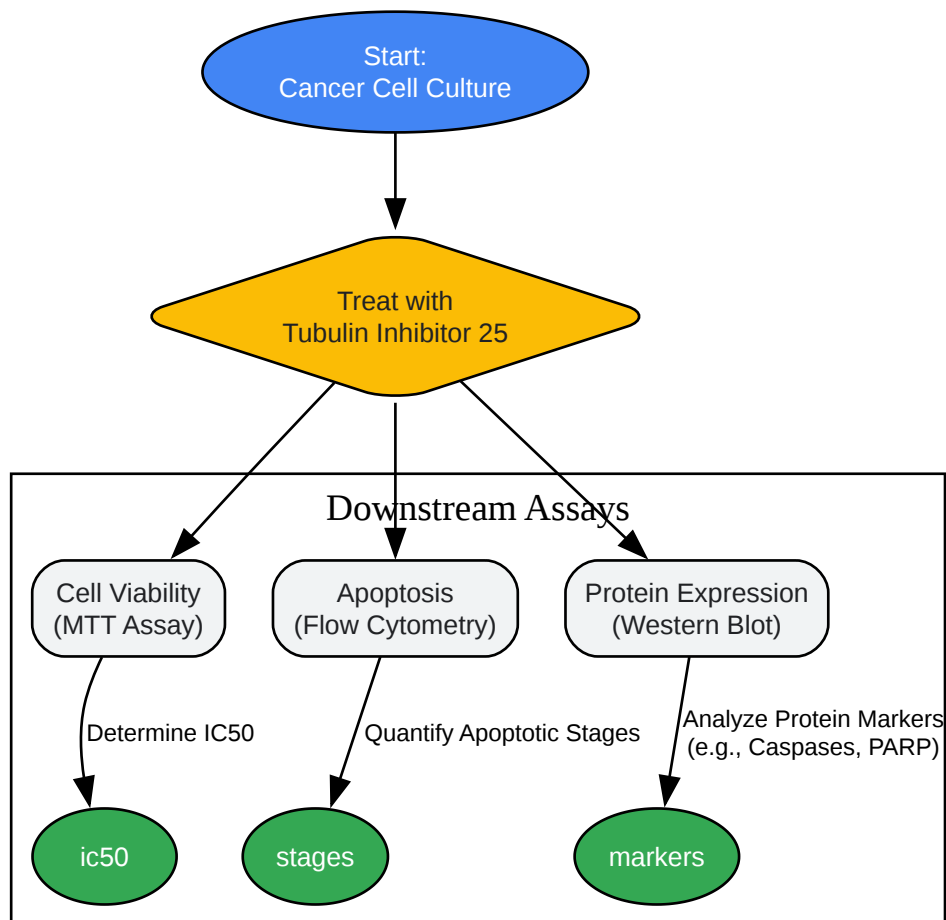 Start:
Cancer Cell Culture
Treat with
Tubulin Inhibitor 25
Downstream Assays
Cell Viability
(MTT Assay)
Apoptosis
(Flow Cytometry)
Protein Expression
(Western Blot)
Determine IC50
Quantify Apoptotic Stages
Analyze Protein Markers
(e.g., Caspases, PARP)
ic50
stages
markers